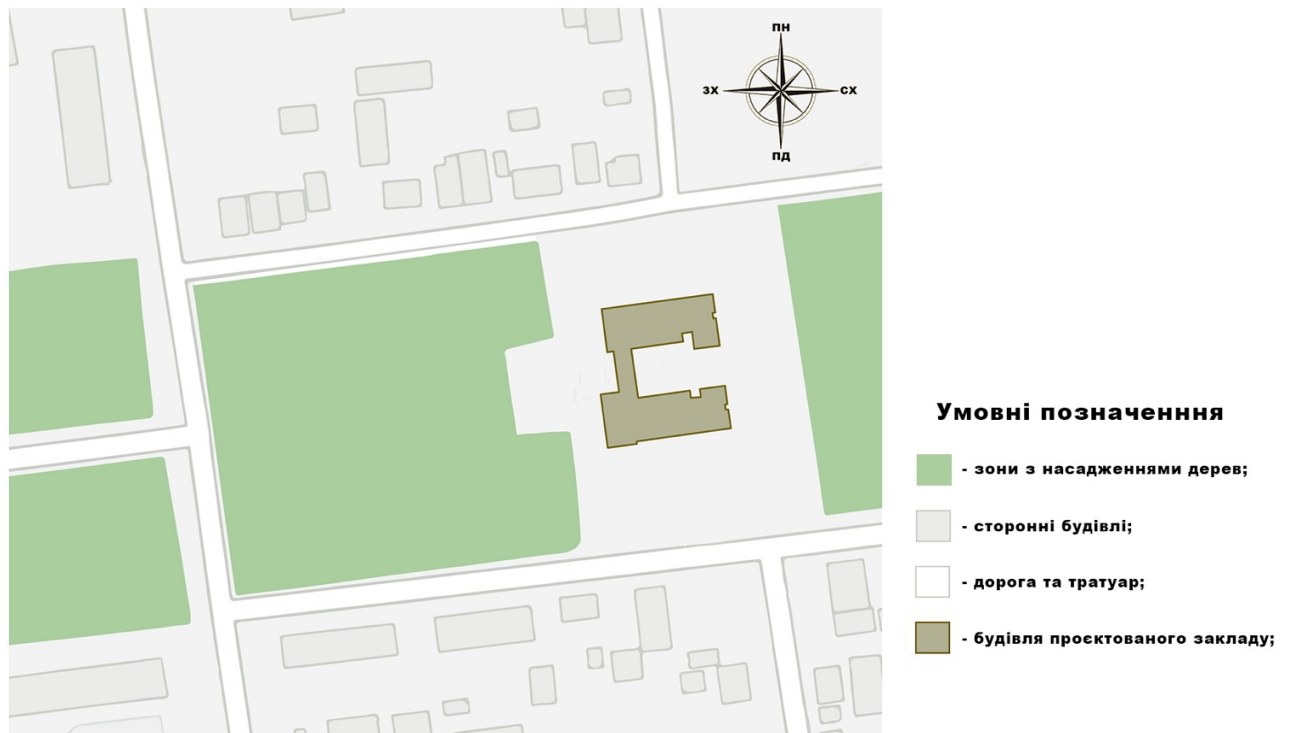 пн
зх
сх
пд
Умовні позначенння
- зони з насадженнями дерев;
- сторонні будівлі;
- дорога та тратуар;
- будівля проєктованого закладу;